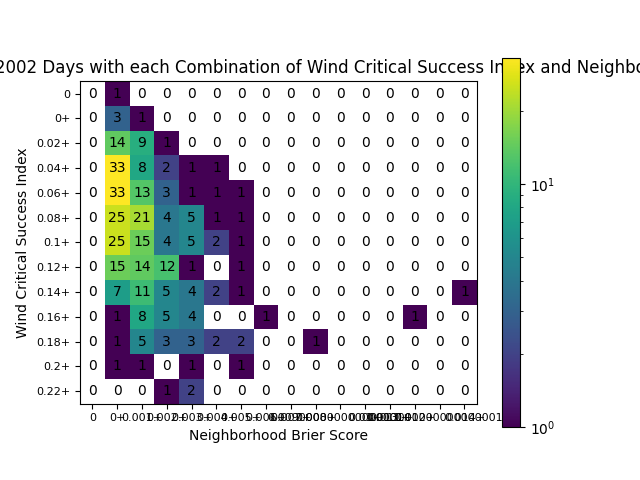 2002 Days with each Combination of Wind Critical Success Index and Neighbo
0 0 1 0 0 0 0 0 0 0 0 0 0 0 0 0 0
0+ 0 3 1 0 0 0 0 0 0 0 0 0 0 0 0 0
0.02+ 0 14 9 1 0 0 0 0 0 0 0 0 0 0 0 0
0.04+ 0 33 8 2 1 1 0 0 0 0 0 0 0 0 0 0
0.06+ 0 33 13 3 1 1 1 0 0 0 0 0 0 0 0 0
0.08+ 0 25 21 4 5 1 1 0 0 0 0 0 0 0 0 0
0.1+ 0 25 15 4 5 2 1 0 0 0 0 0 0 0 0 0
0.12+ 0 15 14 12 1 0 1 0 0 0 0 0 0 0 0 0
0.14+ 0 7 11 5 4 2 1 0 0 0 0 0 0 0 0 1
0.16+ 0 1 8 5 4 0 0 1 0 0 0 0 0 1 0 0
0.18+ 0 1 5 3 3 2 2 0 0 1 0 0 0 0 0 0
0.2+ 0 1 1 0 1 0 1 0 0 0 0 0 0 0 0 0
0.22+ 0 0 0 1 2 0 0 0 0 0 0 0 0 0 0 0
0 0+
Neighborhood Brier Score
Wind Critical Success Index
10¹
10⁰